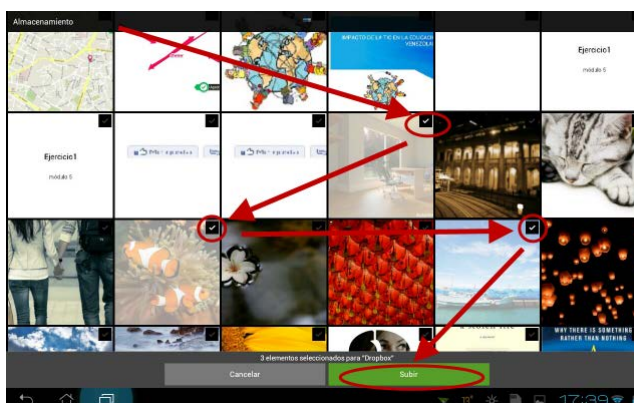 Almacenamiento
IMPACTO DE LA TIC EN LA EDUCACION
VENEZOLA
Ejercicio1
módulo 5
Ejercicio1
módulo 5
WHY THERE IS SOMETHING
RATHER THAN NOTHING
3 elementos seleccionados para "Dropbox"
Cancelar
Subir
17:39